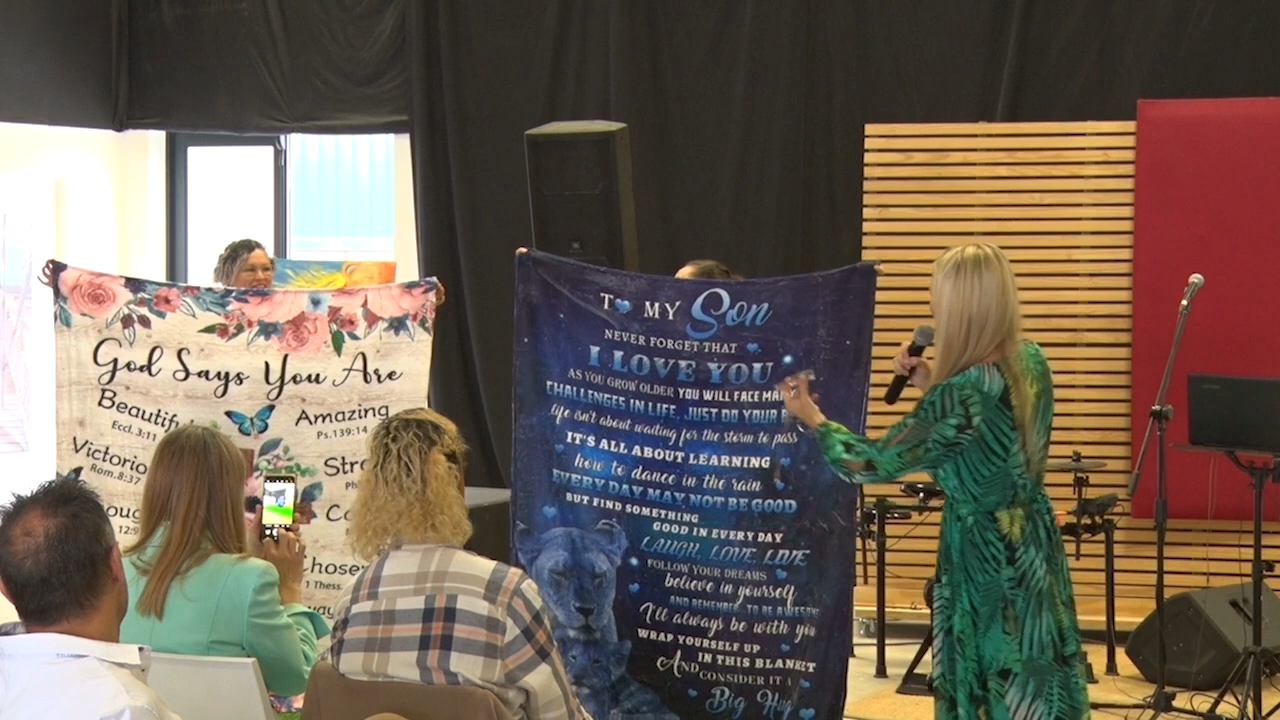 God Says You Are
Amazing
Eccl. 3:11
Ps.139:14
Rom.8:37
12:9
1 Thess.
TO MY Son
NEVER FORGET THAT
I LOVE YOU
AS YOU GROW OLDER YOU WILL FACE
CHALLENGES IN LIFE, JUST DO YOUR
life isn't about waiting for the storm to pass
IT'S ALL ABOUT LEARNING
how to dance in the rain
EVERY DAY MAY NOT BE GOOD
BUT FIND SOMETHING
GOOD IN EVERY DAY
LAUGH, LOVE, LIVE
FOLLOW YOUR DREAMS
believe in yourself
AND REMEMBER TO BE AWESOME
I'll always be with you
WRAP YOURSELF UP
IN THIS BLANKET
AND CONSIDER IT A
Big Hug